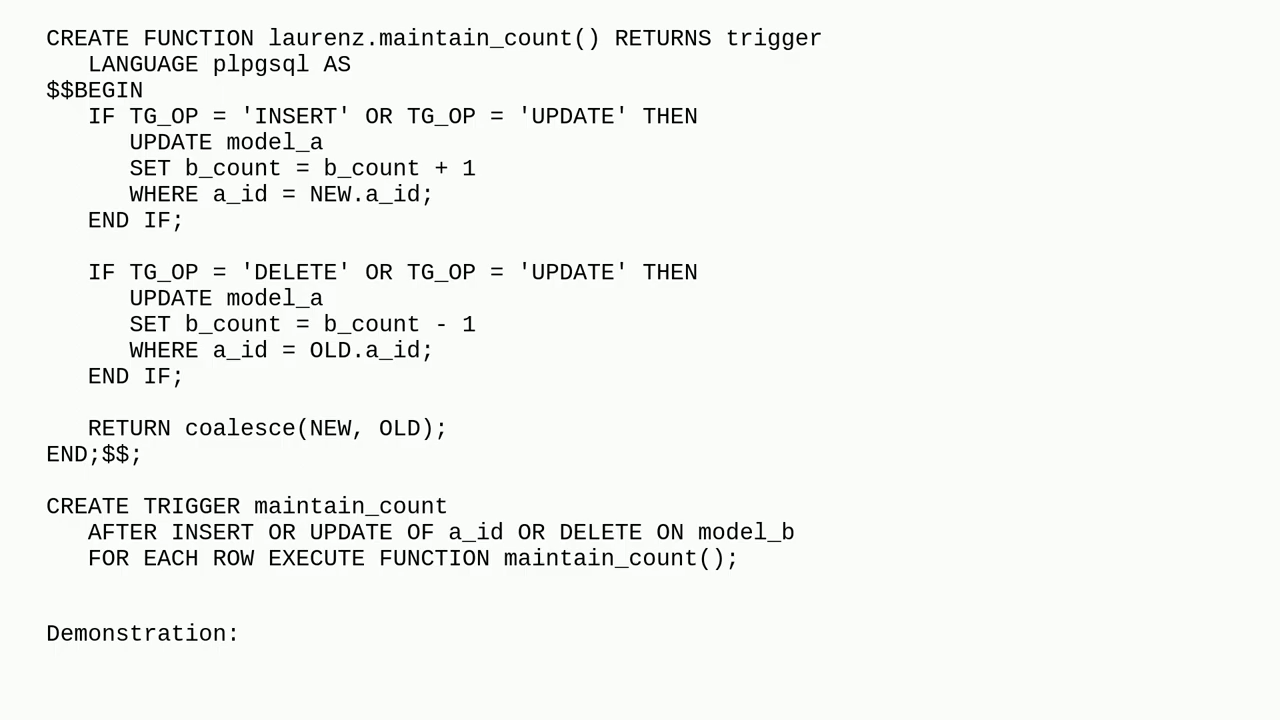 CREATE FUNCTION laurenz.maintain_count() RETURNS trigger
   LANGUAGE plpgsql AS
$$BEGIN
   IF TG_OP = 'INSERT' OR TG_OP = 'UPDATE' THEN
      UPDATE model_a
      SET b_count = b_count + 1
      WHERE a_id = NEW.a_id;
   END IF;

   IF TG_OP = 'DELETE' OR TG_OP = 'UPDATE' THEN
      UPDATE model_a
      SET b_count = b_count - 1
      WHERE a_id = OLD.a_id;
   END IF;

   RETURN coalesce(NEW, OLD);
END;$$;

CREATE TRIGGER maintain_count
   AFTER INSERT OR UPDATE OF a_id OR DELETE ON model_b
   FOR EACH ROW EXECUTE FUNCTION maintain_count();

Demonstration: